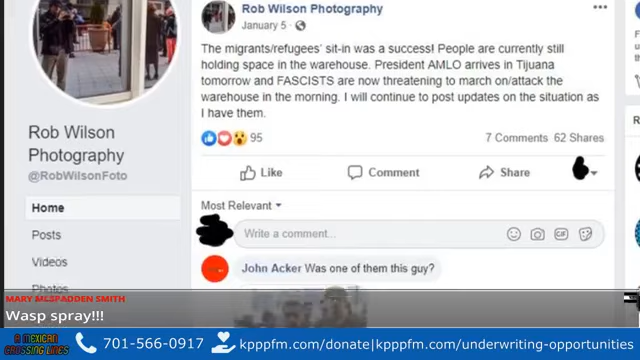 Rob Wilson Photography
January 5 ·
The migrants/refugees' sit-in was a success! People are currently still
holding space in the warehouse. President AMLO arrives in Tijuana
tomorrow and FASCISTS are now threatening to march on/attack the
warehouse in the morning. I will continue to post updates on the situation as
I have them.
95
7 Comments 62 Shares
Like
Comment
Share
Most Relevant
Write a comment...
GIF
John Acker Was one of them this guy?
Rob Wilson
Photography
@RobWilsonFoto
Home
Posts
Videos
Photos
F
R
MARY MCSPADDEN SMITH
Wasp spray!!!
A MEXICAN
CROSSING LINES
701-566-0917
kpppfm.com/donate|kpppfm.com/underwriting-opportunities